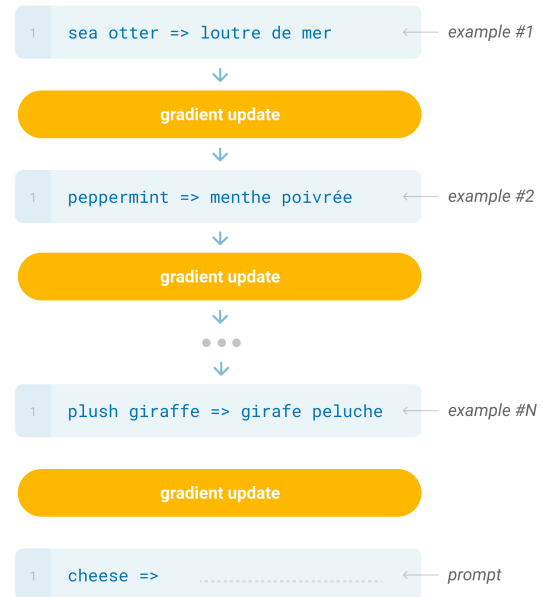 1 sea otter => loutre de mer example #1
gradient update
1 peppermint => menthe poivrée example #2
gradient update
1 plush giraffe => girafe peluche example #N
gradient update
1 cheese => prompt